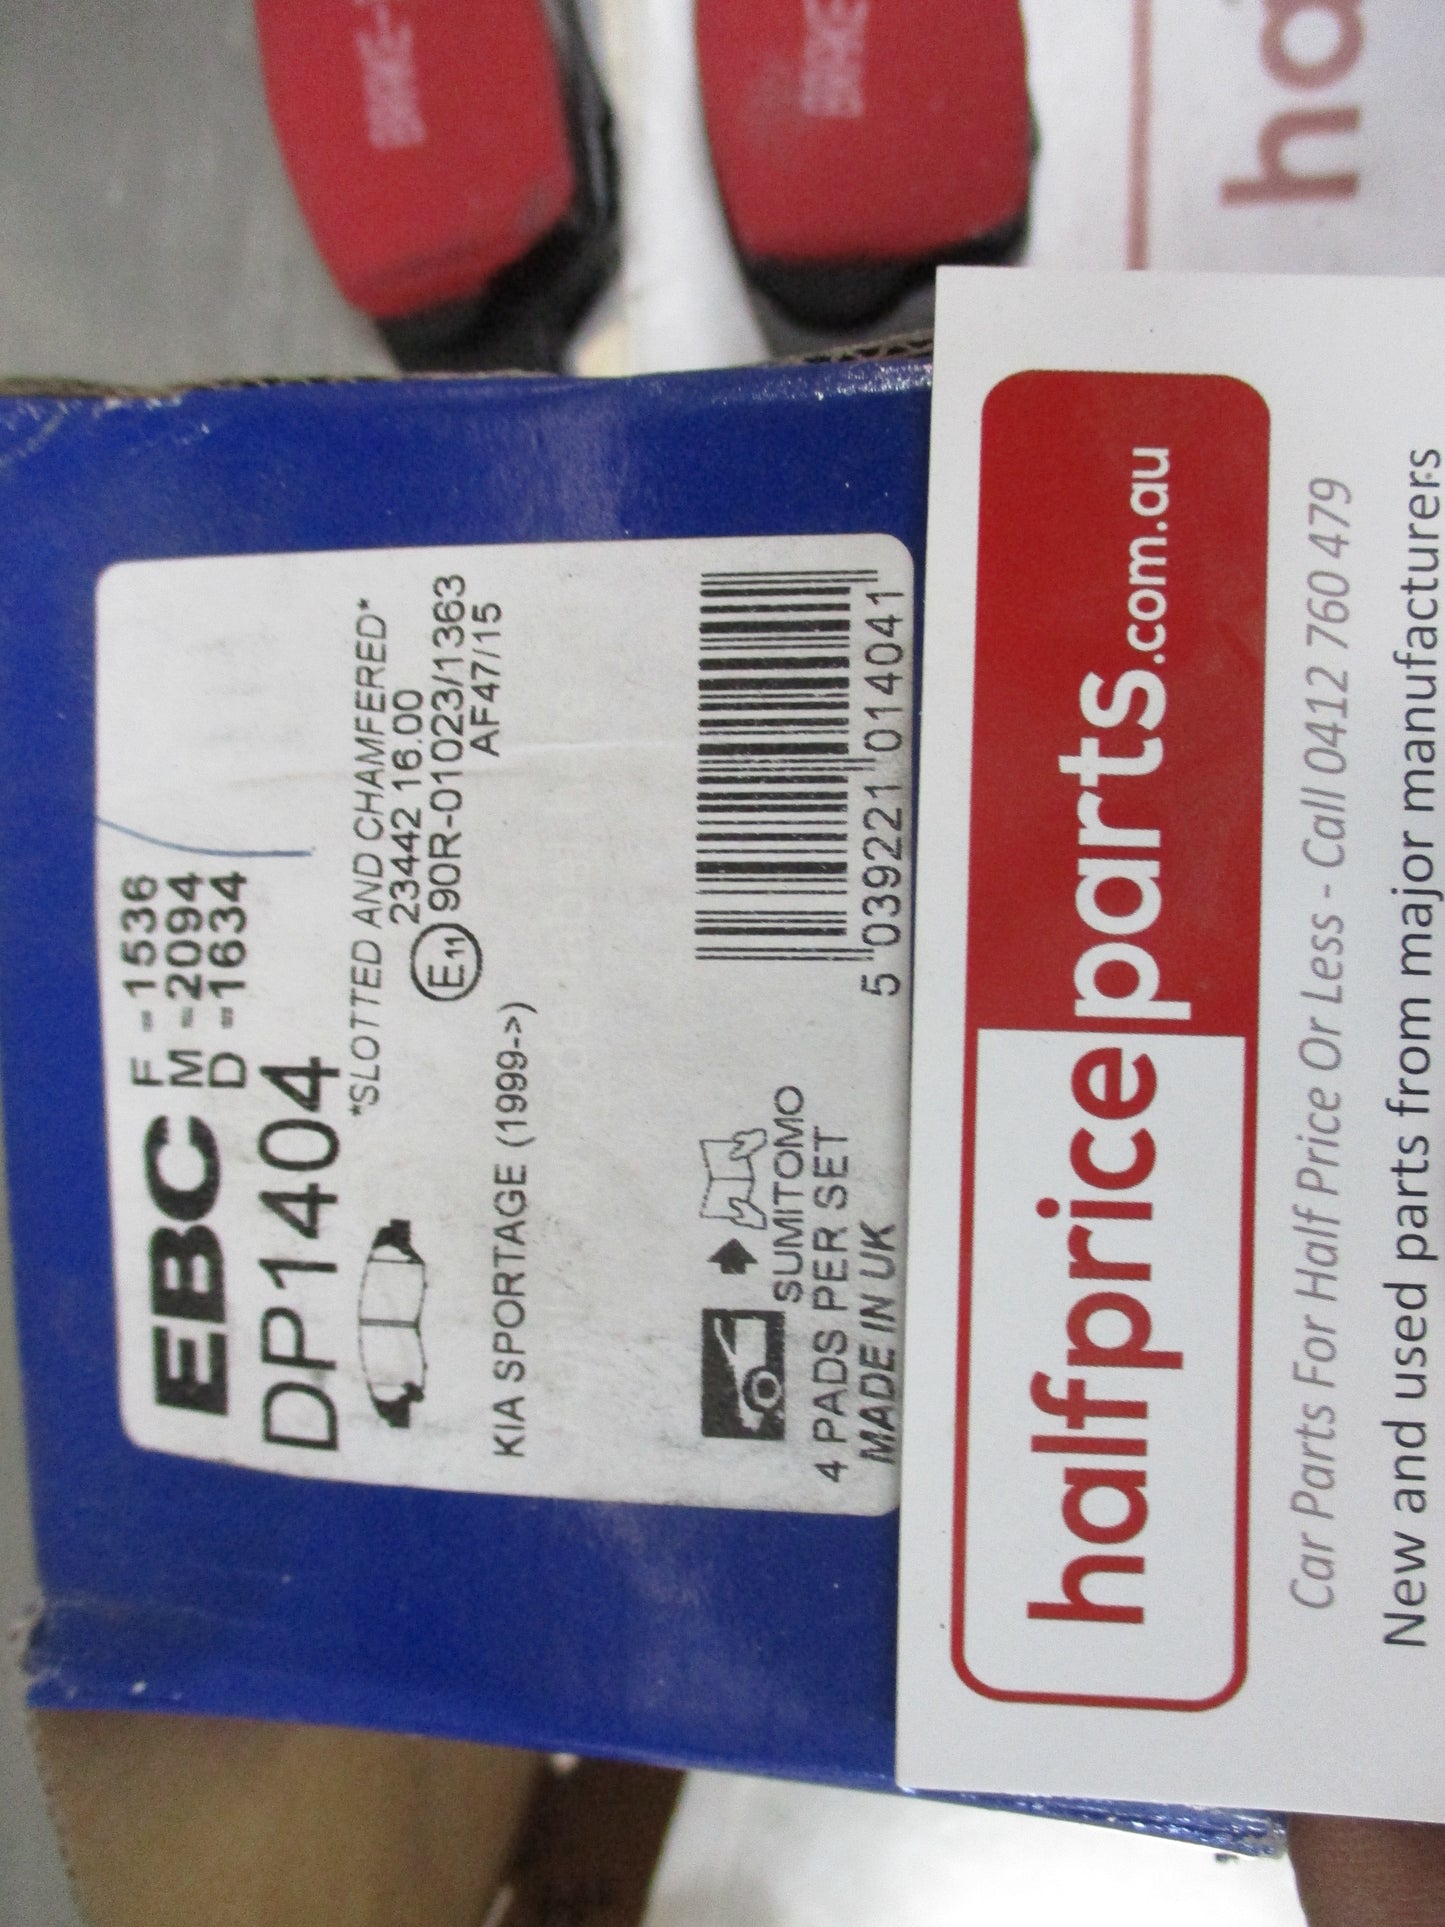 EBC
F -1536
M -2094
D -1634
DP1404
*SLOTTED AND CHAMFERED*
23442 16.00
E11 90R-01023/1363
AF47/15
KIA SPORTAGE (1999->)
SUMITOMO
4 PADS PER SET
MADE IN UK
5 039221 014041
halfpriceparts.com.au
Car Parts For Half Price Or Less - Call 0412 760 479
New and used parts from major manufacturers
ha